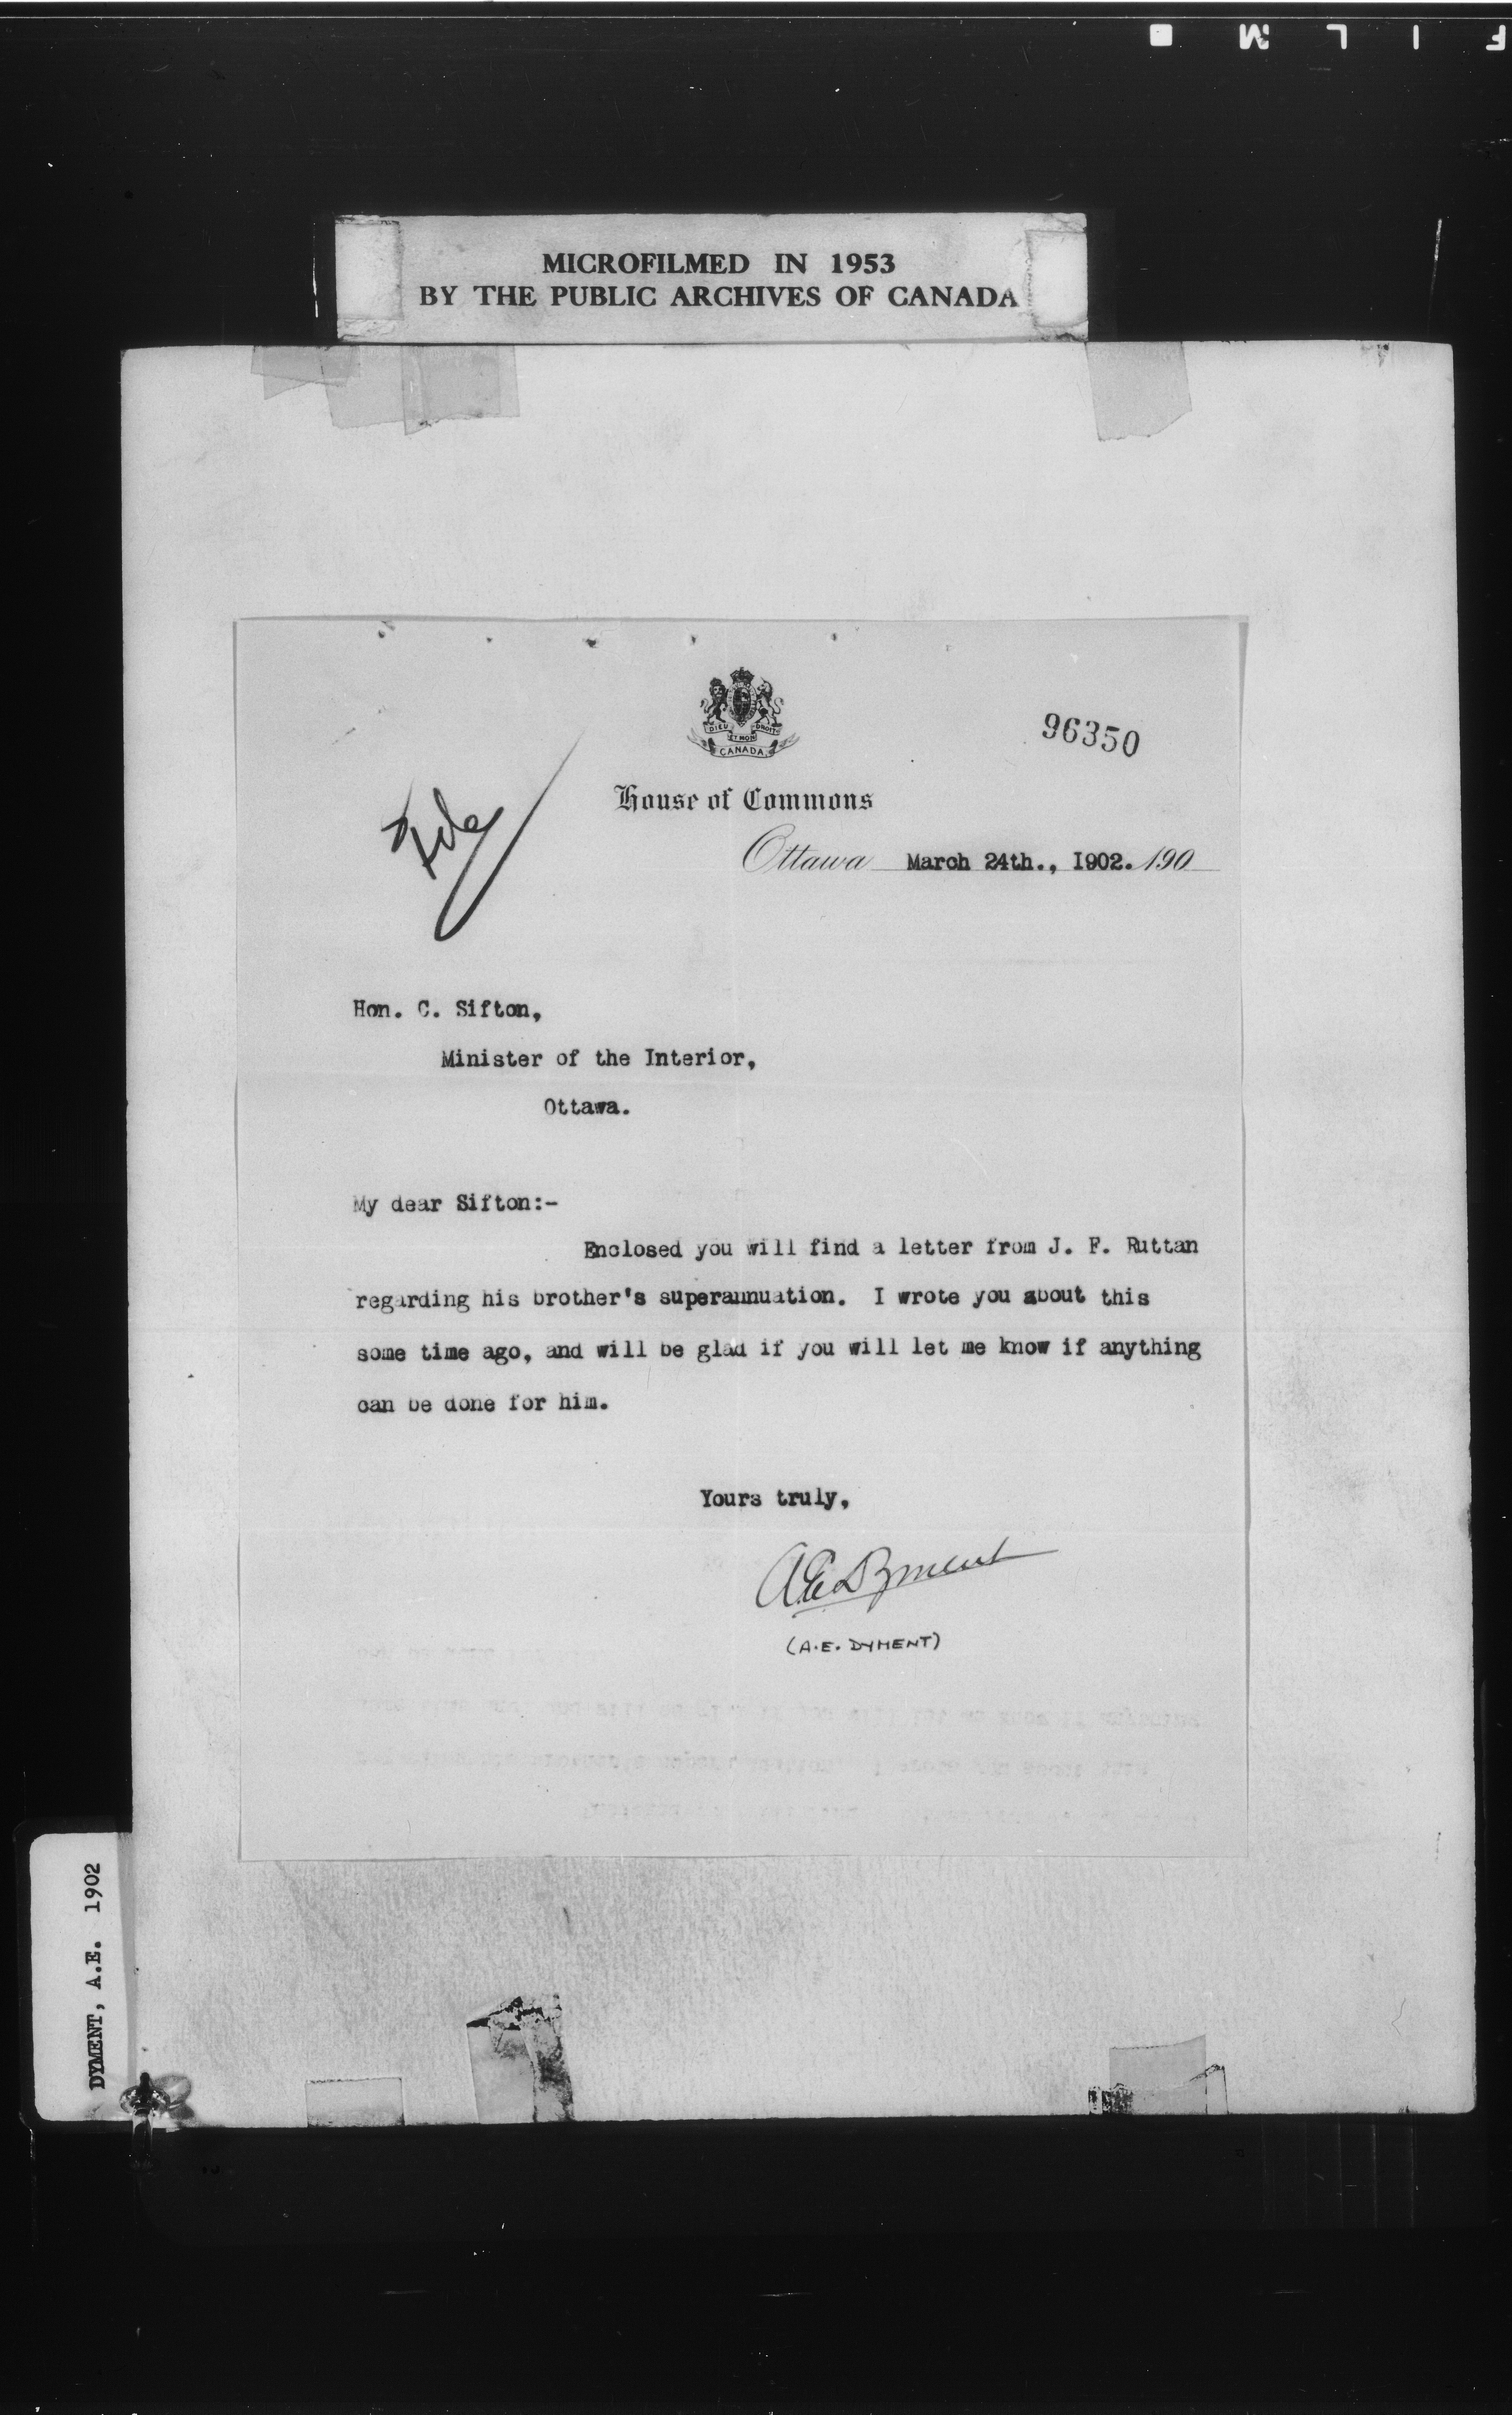 FILM
MICROFILMED IN 1953
BY THE PUBLIC ARCHIVES OF CANADA
DIEU ET MON DROIT
CANADA
96350
File
House of Commons
Ottawa March 24th., I902. 190
Hon. C. Sifton,
Minister of the Interior,
Ottawa.
My dear Sifton:-
Enclosed you will find a letter from J. F. Ruttan
regarding his brother's superannuation. I wrote you about this
some time ago, and will be glad if you will let me know if anything
can be done for him.
Yours truly,
A E Dyment
(A.E. DYMENT)
DYMENT, A.E. 1902